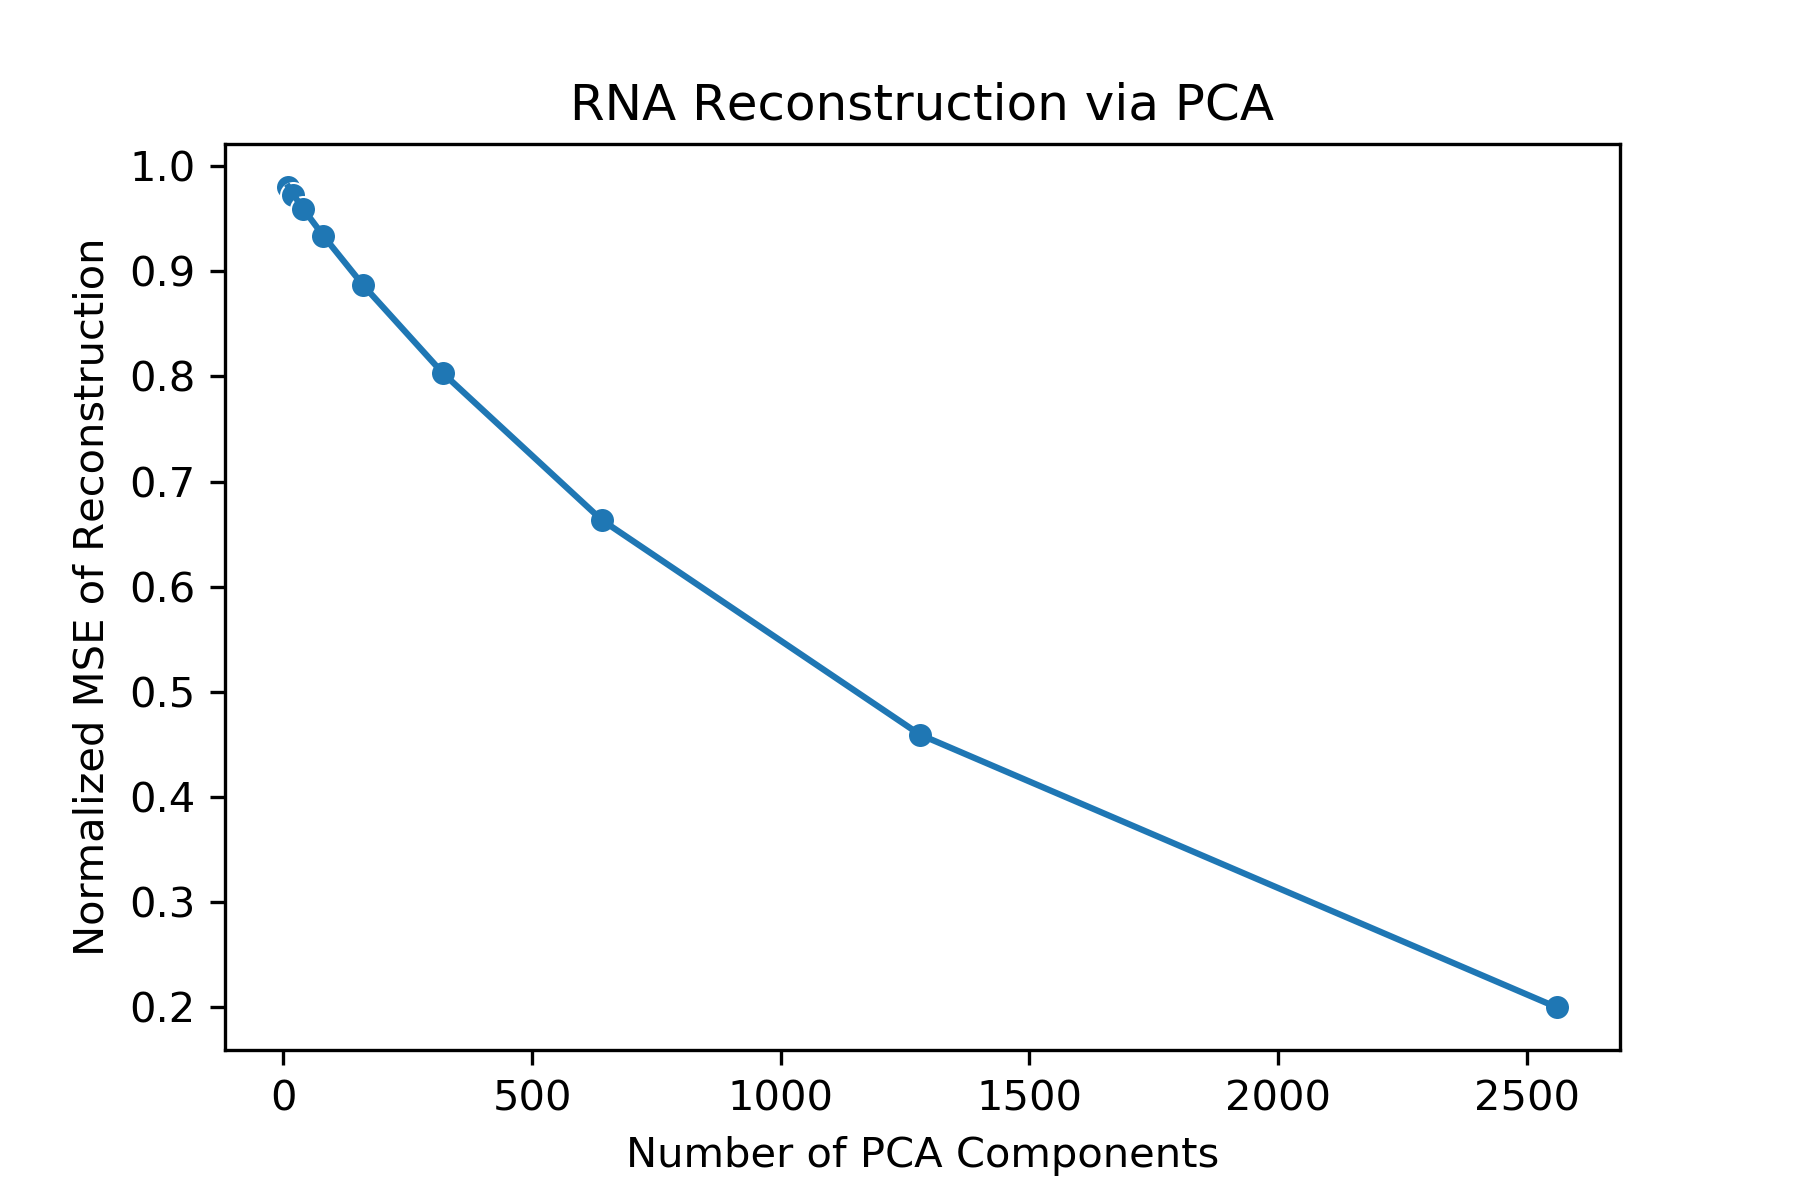 RNA Reconstruction via PCA
Normalized MSE of Reconstruction
1.0
0.9
0.8
0.7
0.6
0.5
0.4
0.3
0.2
0 500 1000 1500 2000 2500
Number of PCA Components